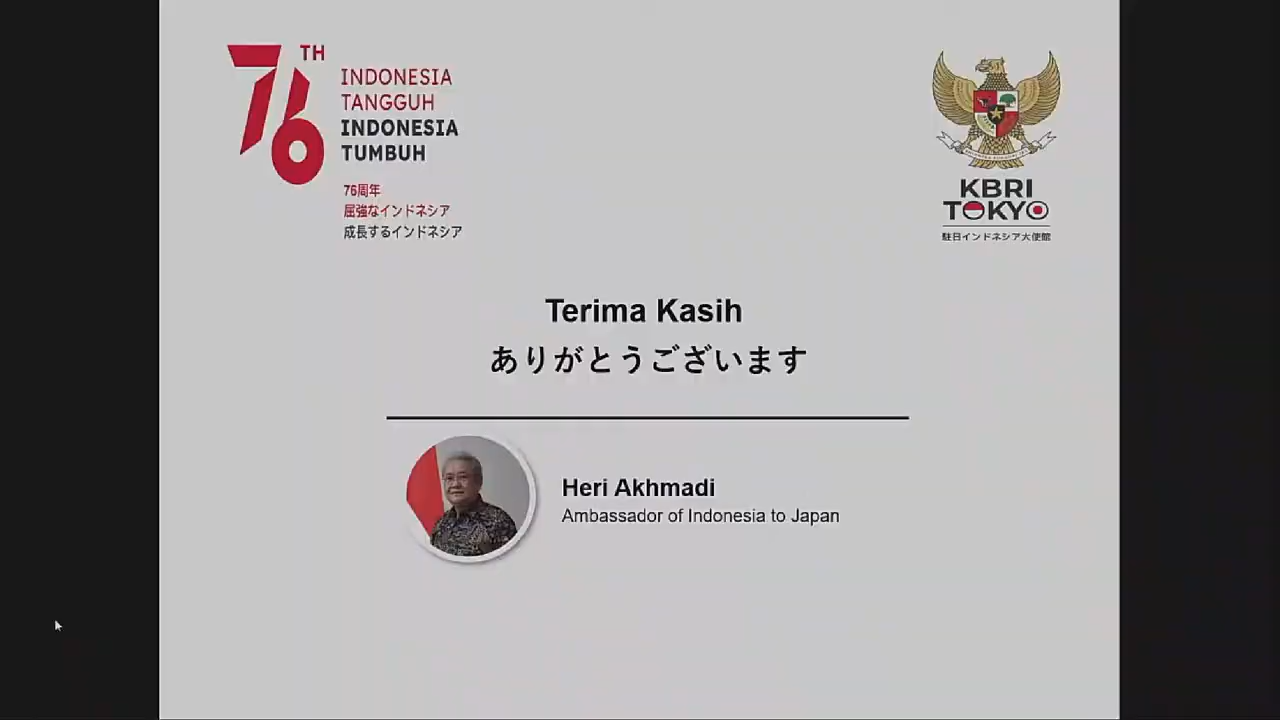 76TH
INDONESIA
TANGGUH
INDONESIA
TUMBUH
76周年
屈強なインドネシア
成長するインドネシア
KBRI
TOKYO
駐日インドネシア大使館
Terima Kasih
ありがとうございます
Heri Akhmadi
Ambassador of Indonesia to Japan